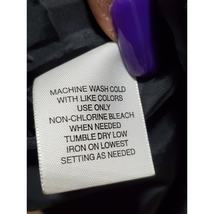 MACHINE WASH COLD
WITH LIKE COLORS
USE ONLY
NON-CHLORINE BLEACH
WHEN NEEDED
TUMBLE DRY LOW
IRON ON LOWEST
SETTING AS NEEDED